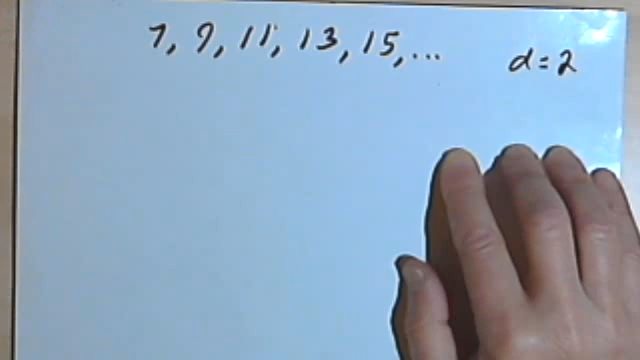 7, 9, 11, 13, 15, ...
d = 2